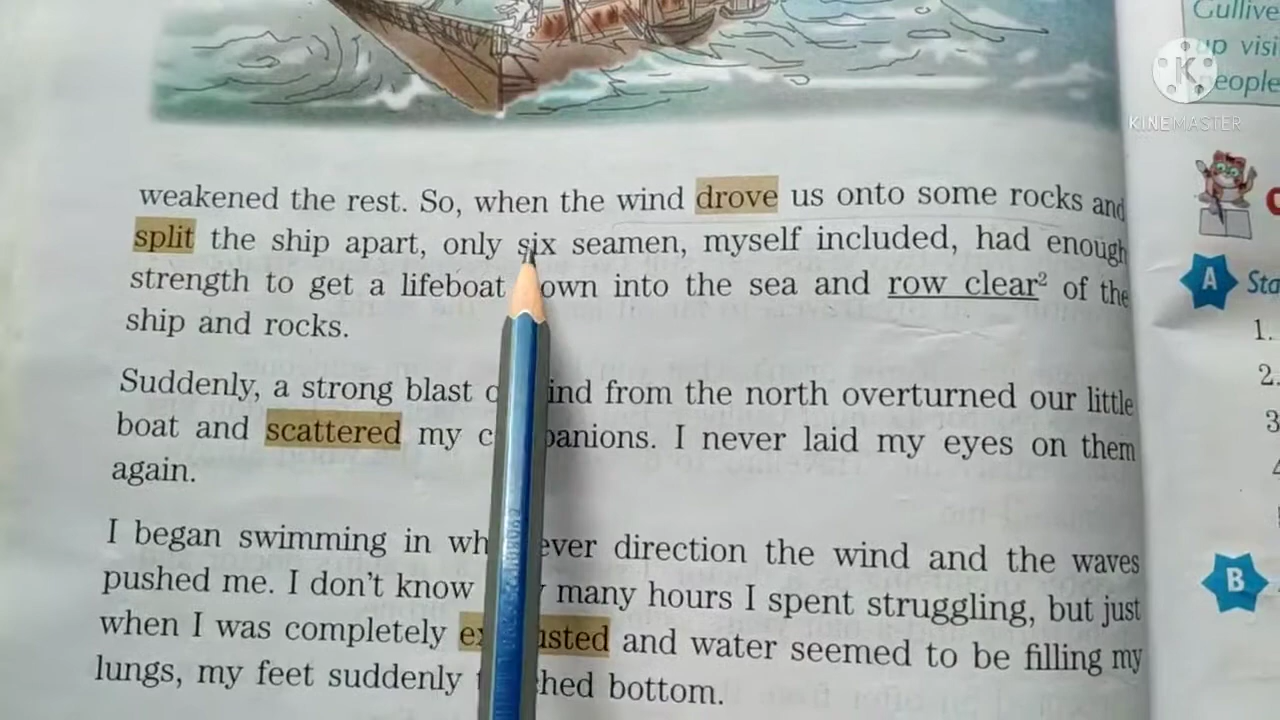 Gullive
up visi
people
KINEMASTER
weakened the rest. So, when the wind drove us onto some rocks and
split the ship apart, only six seamen, myself included, had enough
strength to get a lifeboat own into the sea and row clear² of the
ship and rocks.
Suddenly, a strong blast ind from the north overturned our little
boat and scattered my c panions. I never laid my eyes on them
again.
I began swimming in wh ever direction the wind and the waves
pushed me. I don't know many hours I spent struggling, but just
when I was completely ex usted and water seemed to be filling my
lungs, my feet suddenly ched bottom.
A Sta
1.
2.
3
B